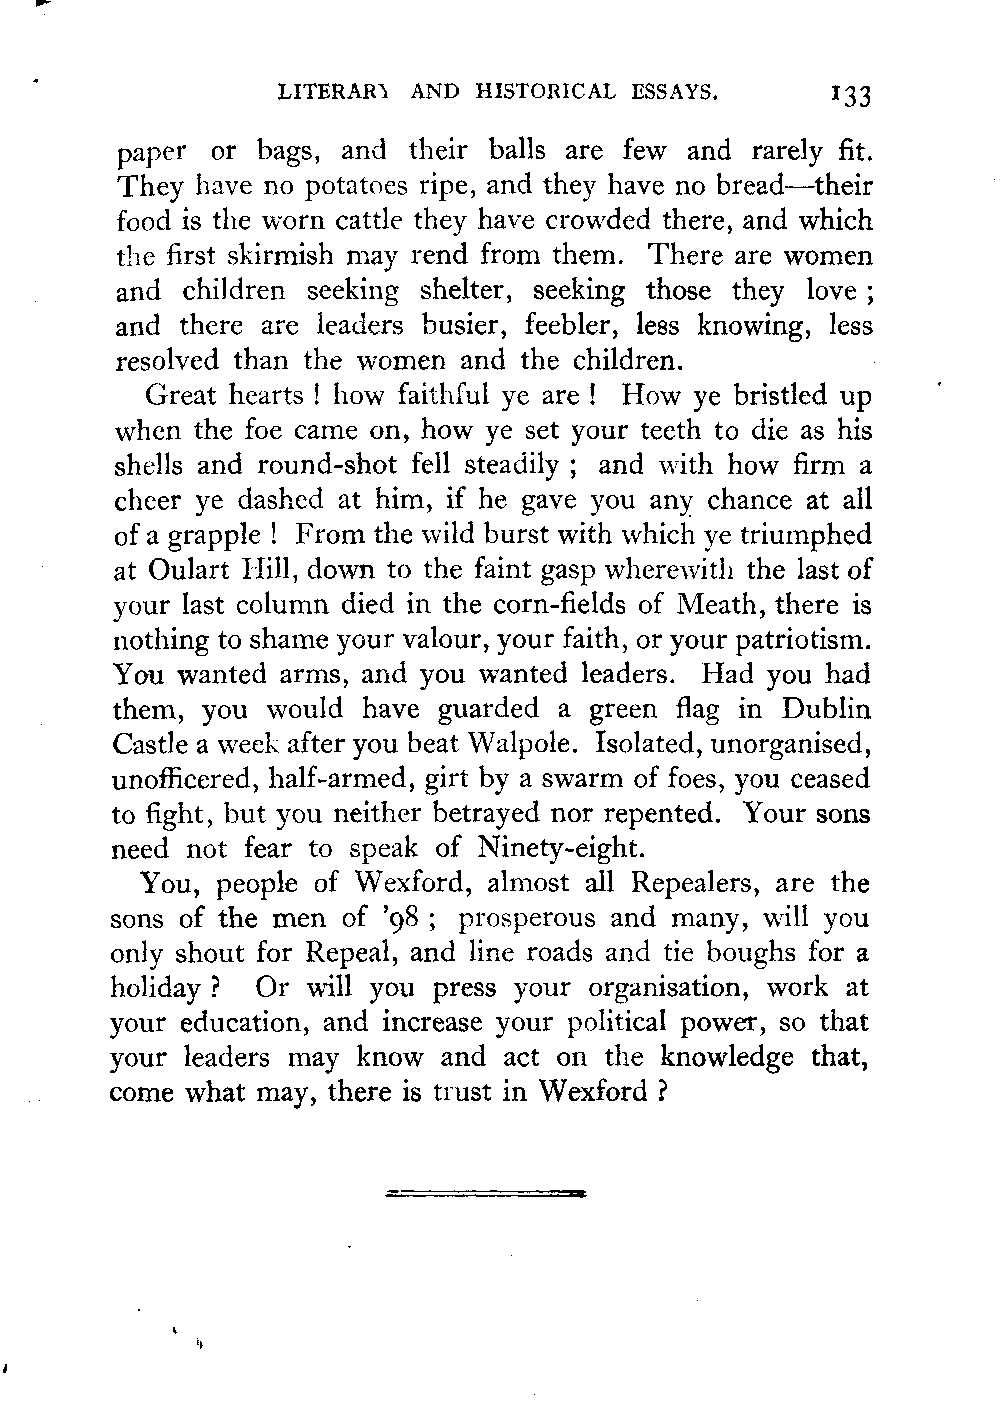 LITERARY AND HISTORICAL ESSAYS. 133
paper or bags, and their balls are few and rarely fit.
They have no potatoes ripe, and they have no bread—their
food is the worn cattle they have crowded there, and which
the first skirmish may rend from them. There are women
and children seeking shelter, seeking those they love ;
and there are leaders busier, feebler, less knowing, less
resolved than the women and the children.
Great hearts ! how faithful ye are ! How ye bristled up
when the foe came on, how ye set your teeth to die as his
shells and round-shot fell steadily ; and with how firm a
cheer ye dashed at him, if he gave you any chance at all
of a grapple ! From the wild burst with which ye triumphed
at Oulart Hill, down to the faint gasp wherewith the last of
your last column died in the corn-fields of Meath, there is
nothing to shame your valour, your faith, or your patriotism.
You wanted arms, and you wanted leaders. Had you had
them, you would have guarded a green flag in Dublin
Castle a week after you beat Walpole. Isolated, unorganised,
unofficered, half-armed, girt by a swarm of foes, you ceased
to fight, but you neither betrayed nor repented. Your sons
need not fear to speak of Ninety-eight.
You, people of Wexford, almost all Repealers, are the
sons of the men of ’98 ; prosperous and many, will you
only shout for Repeal, and line roads and tie boughs for a
holiday ? Or will you press your organisation, work at
your education, and increase your political power, so that
your leaders may know and act on the knowledge that,
come what may, there is trust in Wexford ?